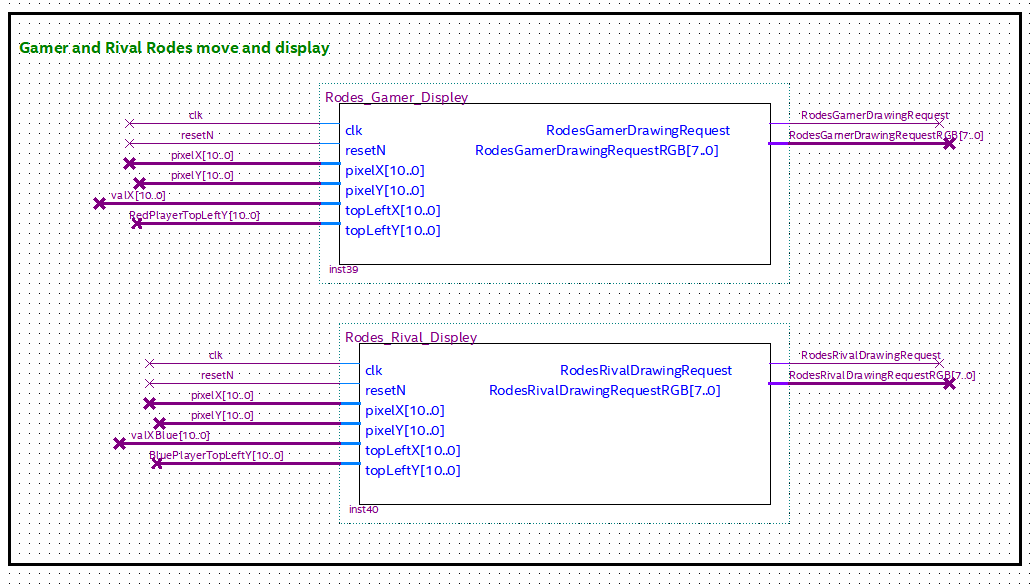 Gamer and Rival Rodes move and display
Rodes_Gamer_Displey
clk
resetN
pixelX[10..0]
pixelY[10..0]
valX[10..0]
RedPlayerTopLeftY[10..0]
clk
resetN
pixelX[10..0]
pixelY[10..0]
topLeftX[10..0]
topLeftY[10..0]
RodesGamerDrawingRequest
RodesGamerDrawingRequestRGB[7..0]
RodesGamerDrawingRequest
RodesGamerDrawingRequestRGB[7..0]
inst39
Rodes_Rival_Displey
clk
resetN
pixelX[10..0]
pixelY[10..0]
valXBlue[10..0]
BluePlayerTopLeftY[10..0]
clk
resetN
pixelX[10..0]
pixelY[10..0]
topLeftX[10..0]
topLeftY[10..0]
RodesRivalDrawingRequest
RodesRivalDrawingRequestRGB[7..0]
RodesRivalDrawingRequest
RodesRivalDrawingRequestRGB[7..0]
inst40